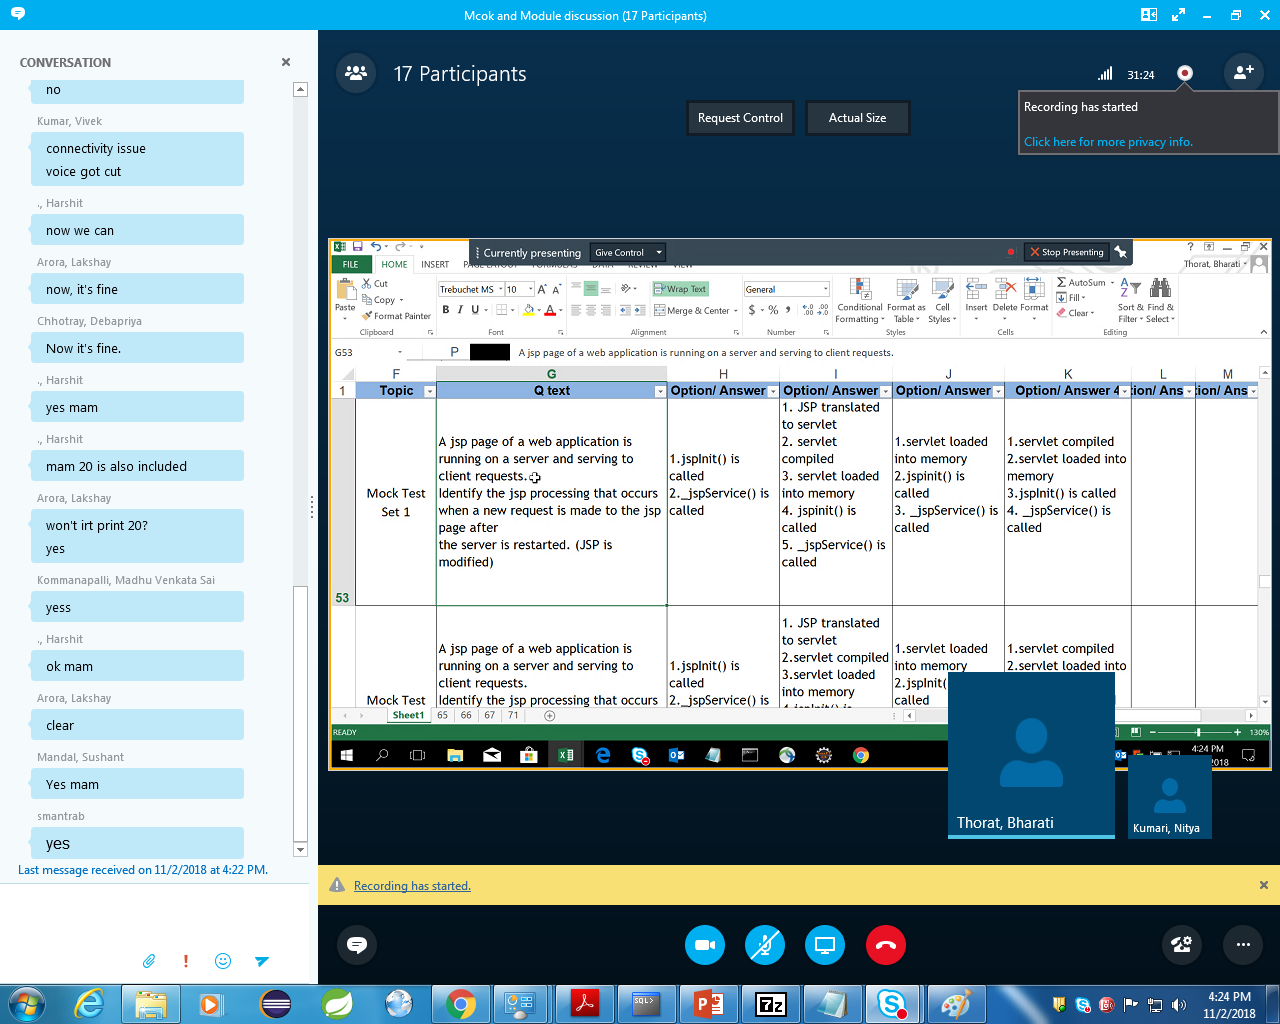 Mcok and Module discussion (17 Participants)
CONVERSATION
no
Kumar, Vivek
connectivity issue
voice got cut
., Harshit
now we can
Arora, Lakshay
now, it's fine
Chhotray, Debapriya
Now it's fine.
., Harshit
yes mam
., Harshit
mam 20 is also included
Arora, Lakshay
won't irt print 20?
yes
Kommanapalli, Madhu Venkata Sai
yess
., Harshit
ok mam
Arora, Lakshay
clear
Mandal, Sushant
Yes mam
smantrab
yes
Last message received on 11/2/2018 at 4:22 PM.
17 Participants
31:24
Request Control
Actual Size
Recording has started
Click here for more privacy info.
Currently presenting
Give Control
Stop Presenting
FILE
HOME
INSERT
PAGE LAYOUT
FORMULAS
DATA
REVIEW
VIEW
Thorat, Bharati
Paste
Cut
Copy
Format Painter
Clipboard
Trebuchet MS
10
B I U
Font
Wrap Text
Merge & Center
Alignment
General
$ % ,
Number
Conditional Formatting
Format as Table
Cell Styles
Styles
Insert
Delete
Format
Cells
AutoSum
Fill
Clear
Sort & Filter
Find & Select
Editing
G53
P
A jsp page of a web application is running on a server and serving to client requests.
F G H I J K L M
1
Topic
Q text
Option/ Answer
Option/ Answer
Option/ Answer
Option/ Answer 4
tion/ Ans
tion/ Ans
53
Mock Test
Set 1
A jsp page of a web application is
running on a server and serving to
client requests.
Identify the jsp processing that occurs
when a new request is made to the jsp
page after
the server is restarted. (JSP is
modified)
1.jspInit() is
called
2._jspService() is
called
1. JSP translated
to servlet
2. servlet
compiled
3. servlet loaded
into memory
4. jspinit() is
called
5. _jspService() is
called
1.servlet loaded
into memory
2.jspinit() is
called
3. _jspService() is
called
1.servlet compiled
2.servlet loaded into
memory
3.jspInit() is called
4. _jspService() is
called
Mock Test
A jsp page of a web application is
running on a server and serving to
client requests.
Identify the jsp processing that occurs
1.jspInit() is
called
2._jspService() is
1. JSP translated
to servlet
2.servlet compiled
3.servlet loaded
into memory
4.jspinit() is
1.servlet loaded
into memory
2.jspI
called
1.servlet compiled
2.servlet loaded into
Sheet1
65
66
67
71
READY
130%
4:24 PM
2018
Thorat, Bharati
Kumari, Nitya
Recording has started.
SQL>
7z
4:24 PM
11/2/2018